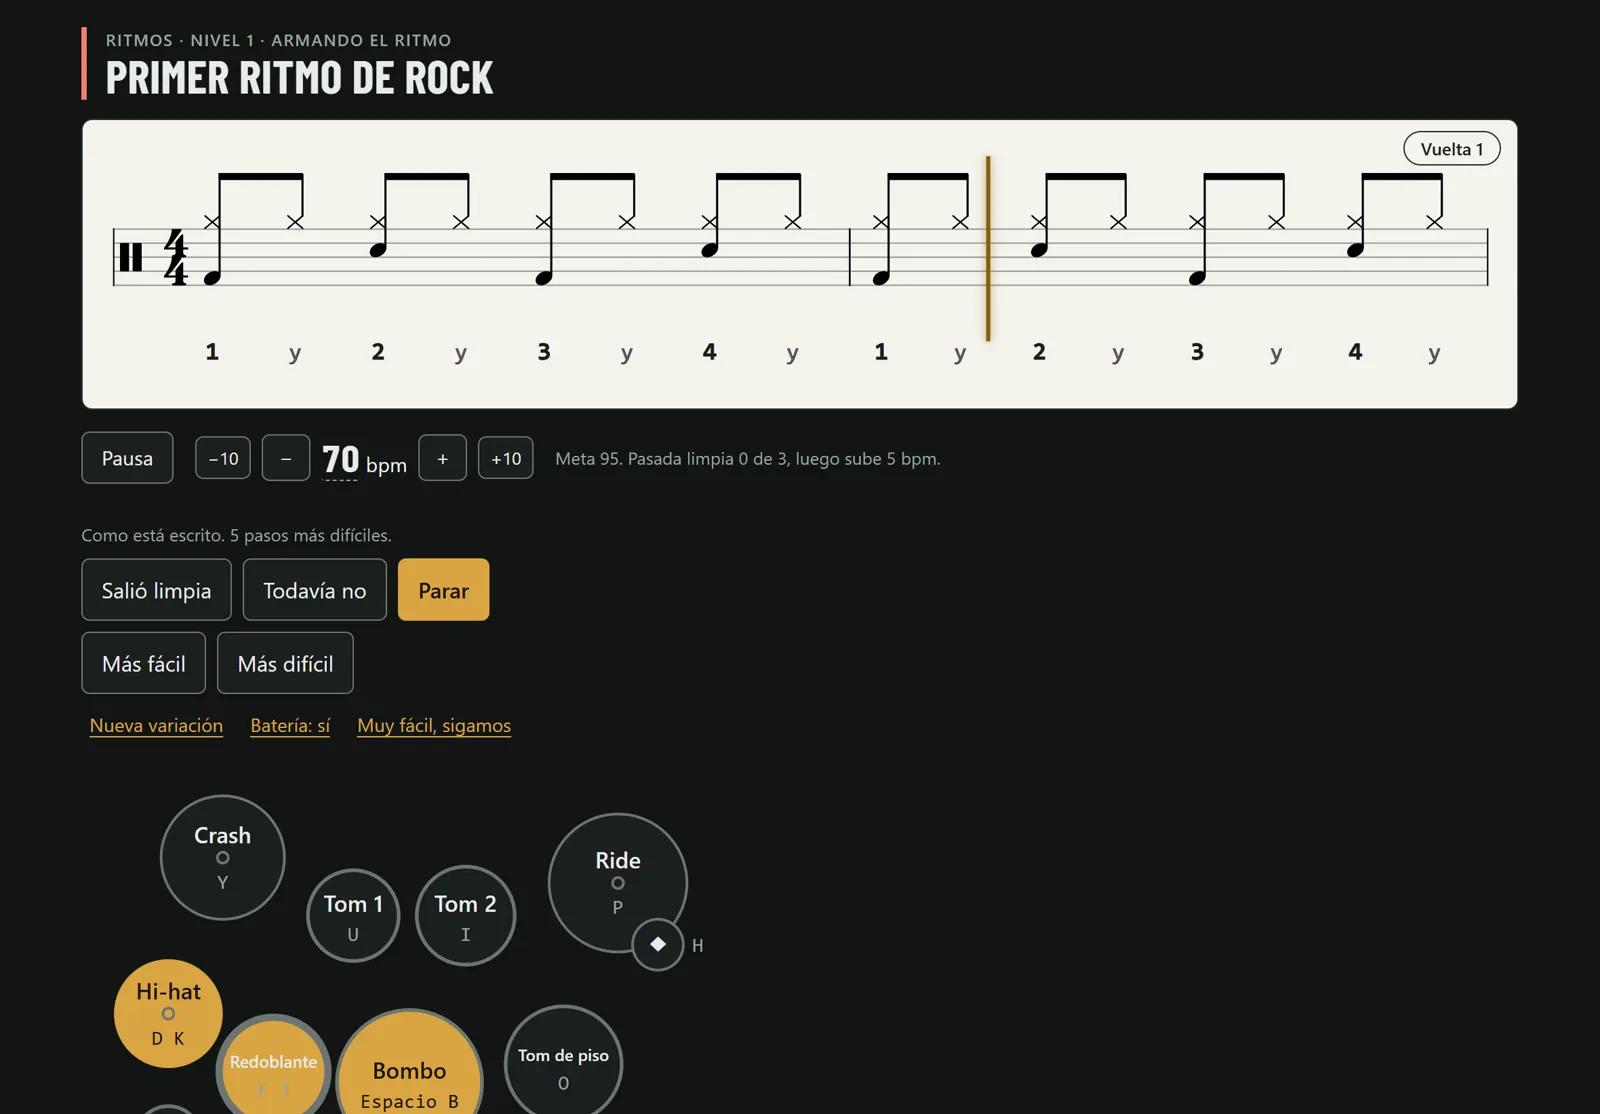 RITMOS · NIVEL 1 · ARMANDO EL RITMO
PRIMER RITMO DE ROCK
Vuelta 1
4
4
1 y 2 y 3 y 4 y 1 y 2 y 3 y 4 y
Pausa −10 − 70 bpm + +10 Meta 95. Pasada limpia 0 de 3, luego sube 5 bpm.
Como está escrito. 5 pasos más difíciles.
Salió limpia Todavía no Parar
Más fácil Más difícil
Nueva variación Batería: sí Muy fácil, sigamos
Crash
Y
Tom 1
U
Tom 2
I
Ride
P
H
Hi-hat
D K
Redoblante
Bombo
Espacio B
Tom de piso
O